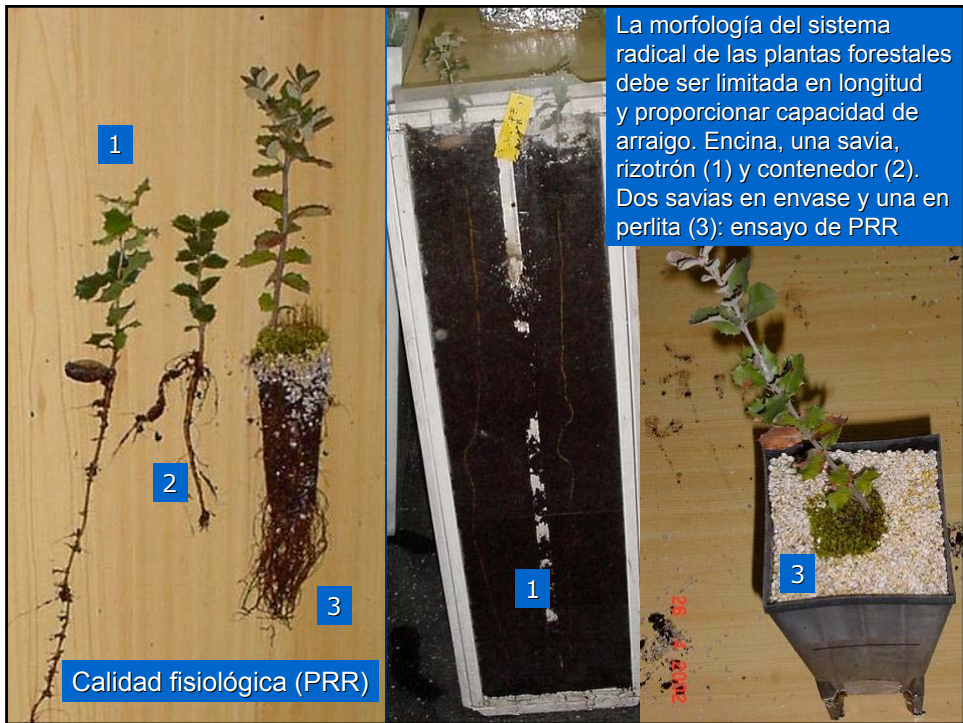 La morfología del sistema
radical de las plantas forestales
debe ser limitada en longitud
y proporcionar capacidad de
arraigo. Encina, una savia,
rizotrón (1) y contenedor (2).
Dos savias en envase y una en
perlita (3): ensayo de PRR
1
2
3
1
3
Calidad fisiológica (PRR)